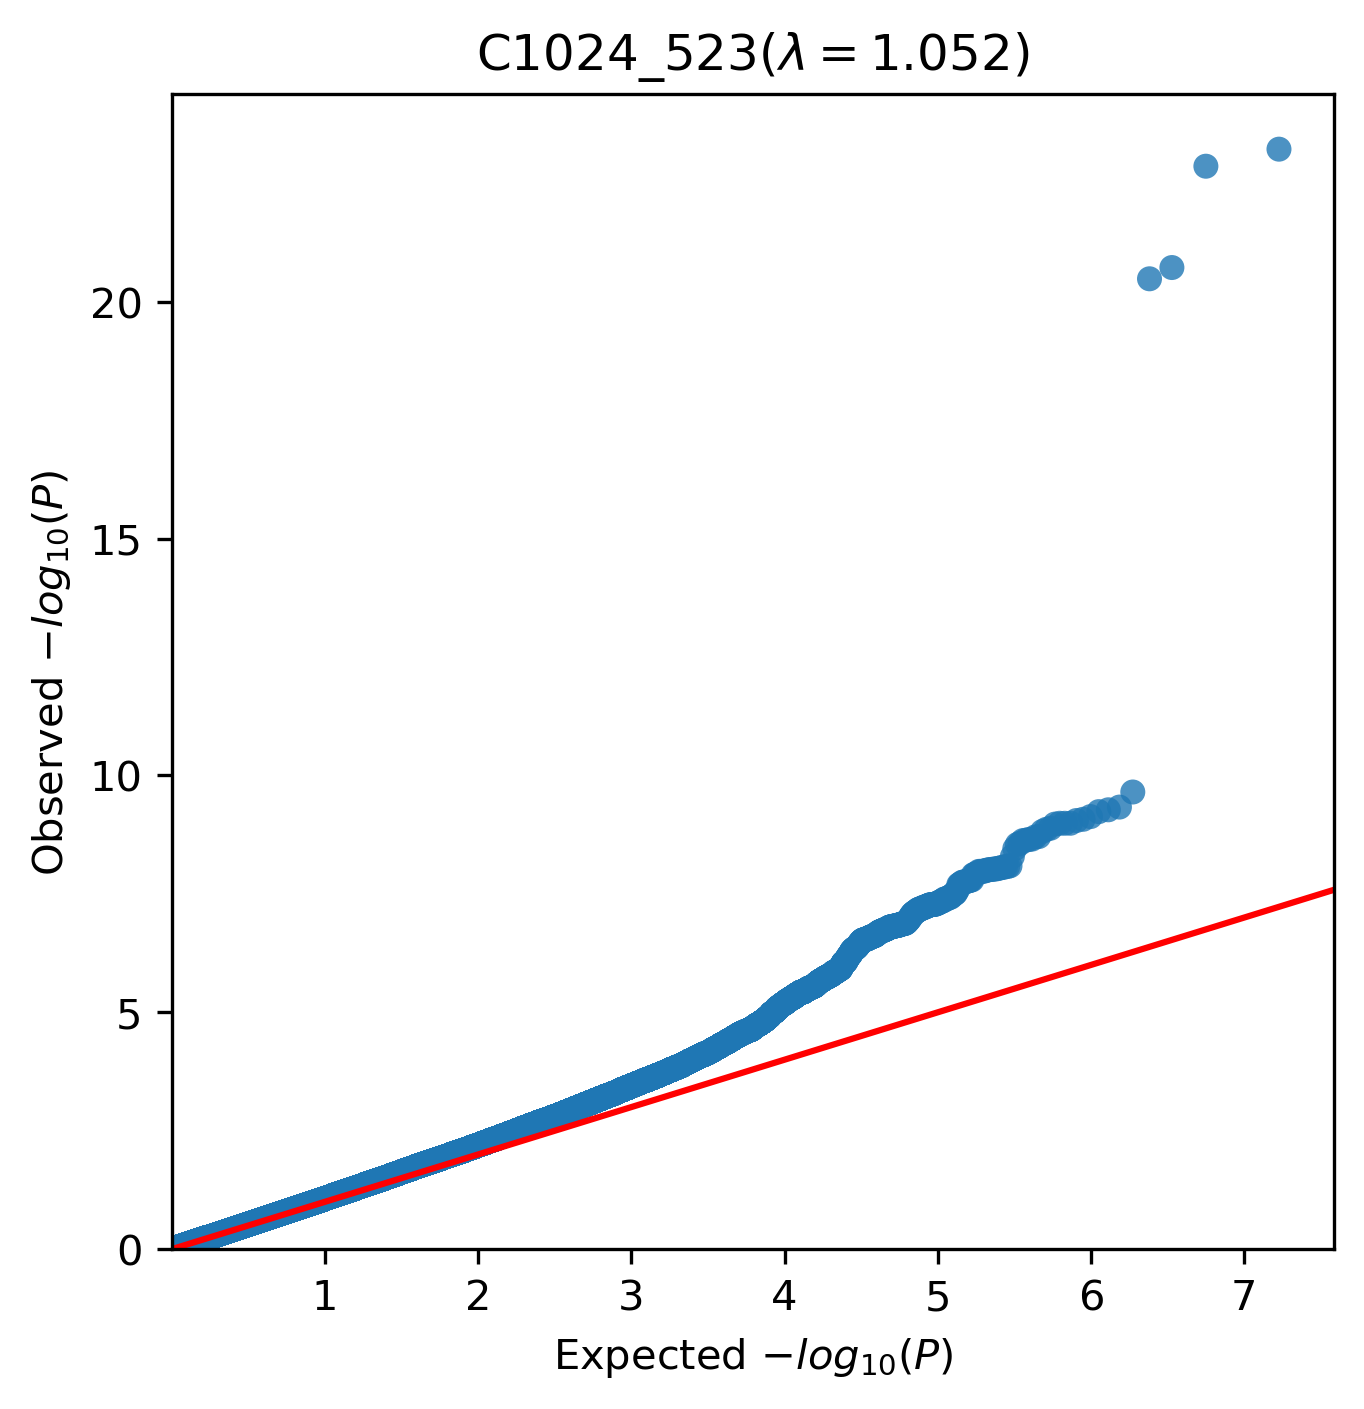 C1024_523(λ = 1.052)
Observed −log₁₀(P)
20
15
10
5
0
1 2 3 4 5 6 7
Expected −log₁₀(P)